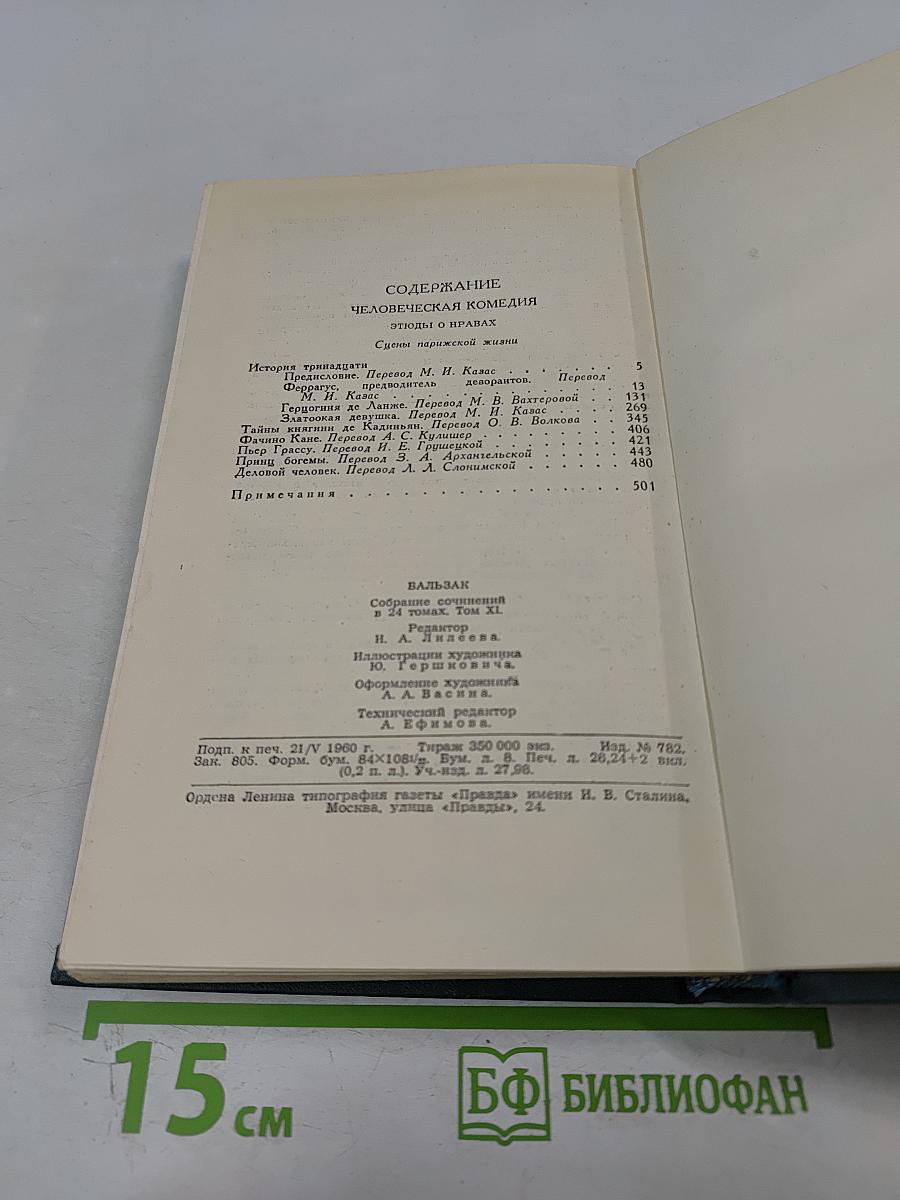 СОДЕРЖАНИЕ
ЧЕЛОВЕЧЕСКАЯ КОМЕДИЯ
ЭТЮДЫ О НРАВАХ
Сцены парижской жизни
История тринадцати
Предисловие. Перевод М. И. Казас . . . . . . . 5
Феррагус, предводитель деворантов. Перевод
М. И. Казас . . . . . . . . . . . . . 13
Герцогиня де Ланже. Перевод М. В. Вахтеровой . . 131
Златоокая девушка. Перевод М. И. Казас . . . . 269
Тайны княгини де Кадиньян. Перевод О. В. Волкова . . 345
Фачино Кане. Перевод А. С. Кулишер . . . . . . . . 406
Пьер Грассу. Перевод И. Е. Грушецкой . . . . . . . 421
Принц богемы. Перевод З. А. Архангельской . . . . . 443
Деловой человек. Перевод Л. Л. Слонимской . . . . . . 480
Примечания . . . . . . . . . . . . . . . . 501
БАЛЬЗАК
Собрание сочинений
в 24 томах. Том XI.
Редактор
Н. А. Лилеева.
Иллюстрации художника
Ю. Гершковича.
Оформление художника
А. А. Васина.
Технический редактор
А. Ефимова.
Подп. к печ. 21/V 1960 г. Тираж 350 000 экз. Изд. № 782.
Зак. 805. Форм. бум. 84×108¹/₃₂. Бум. л. 8. Печ. л. 26,24+2 вкл.
(0,2 п. л.). Уч.-изд. л. 27,98.
Ордена Ленина типография газеты «Правда» имени И. В. Сталина,
Москва, улица «Правды», 24.
15 см
БФ БИБЛИОФАН